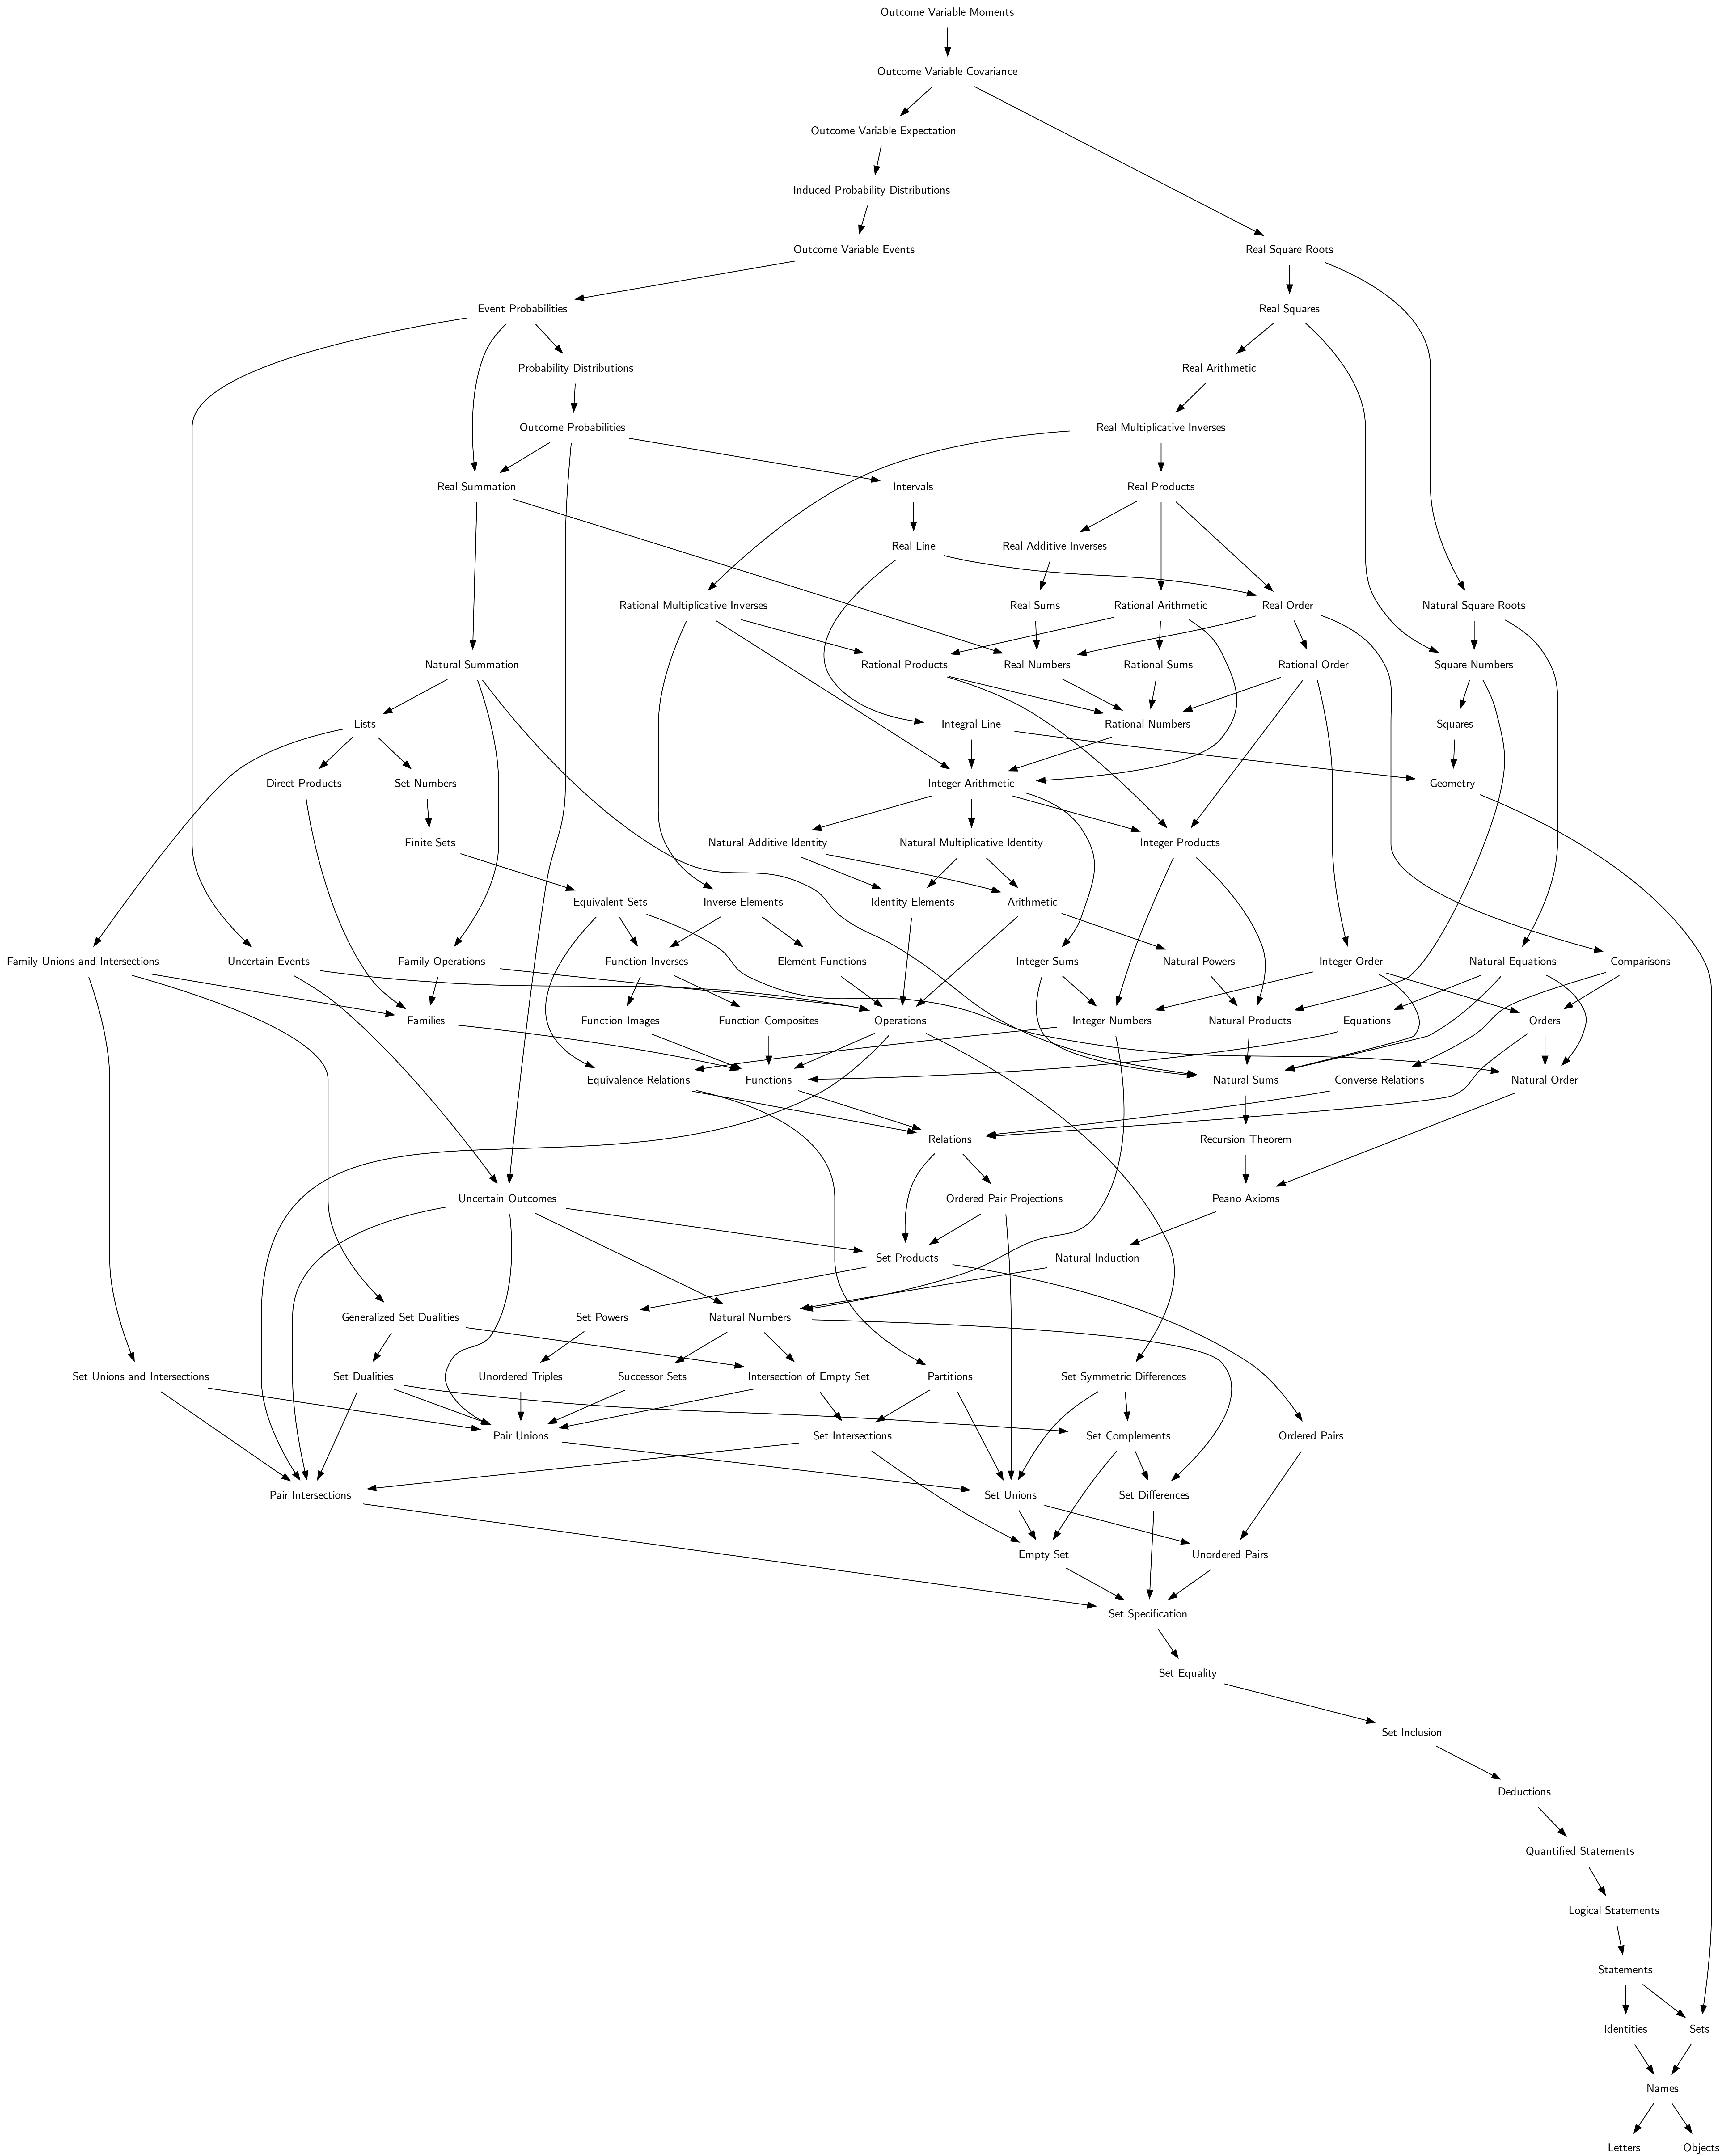 Outcome Variable Moments
Outcome Variable Covariance
Outcome Variable Expectation
Induced Probability Distributions
Outcome Variable Events
Real Square Roots
Event Probabilities
Real Squares
Probability Distributions
Real Arithmetic
Outcome Probabilities
Real Multiplicative Inverses
Real Summation
Intervals
Real Products
Real Line
Real Additive Inverses
Rational Multiplicative Inverses
Real Sums
Rational Arithmetic
Real Order
Natural Square Roots
Natural Summation
Rational Products
Real Numbers
Rational Sums
Rational Order
Square Numbers
Lists
Integral Line
Rational Numbers
Squares
Direct Products
Set Numbers
Integer Arithmetic
Geometry
Finite Sets
Natural Additive Identity
Natural Multiplicative Identity
Integer Products
Equivalent Sets
Inverse Elements
Identity Elements
Arithmetic
Family Unions and Intersections
Uncertain Events
Family Operations
Function Inverses
Element Functions
Integer Sums
Natural Powers
Integer Order
Natural Equations
Comparisons
Families
Function Images
Function Composites
Operations
Integer Numbers
Natural Products
Equations
Orders
Equivalence Relations
Functions
Natural Sums
Converse Relations
Natural Order
Relations
Recursion Theorem
Uncertain Outcomes
Ordered Pair Projections
Peano Axioms
Set Products
Natural Induction
Generalized Set Dualities
Set Powers
Natural Numbers
Set Unions and Intersections
Set Dualities
Unordered Triples
Successor Sets
Intersection of Empty Set
Partitions
Set Symmetric Differences
Pair Unions
Set Intersections
Set Complements
Ordered Pairs
Pair Intersections
Set Unions
Set Differences
Empty Set
Unordered Pairs
Set Specification
Set Equality
Set Inclusion
Deductions
Quantified Statements
Logical Statements
Statements
Identities
Sets
Names
Letters
Objects